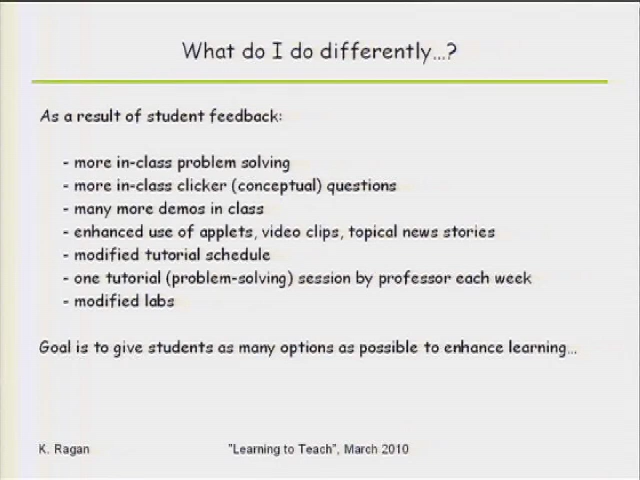 What do I do differently...?
As a result of student feedback:
- more in-class problem solving
- more in-class clicker (conceptual) questions
- many more demos in class
- enhanced use of applets, video clips, topical news stories
- modified tutorial schedule
- one tutorial (problem-solving) session by professor each week
- modified labs
Goal is to give students as many options as possible to enhance learning...
K. Ragan
"Learning to Teach", March 2010